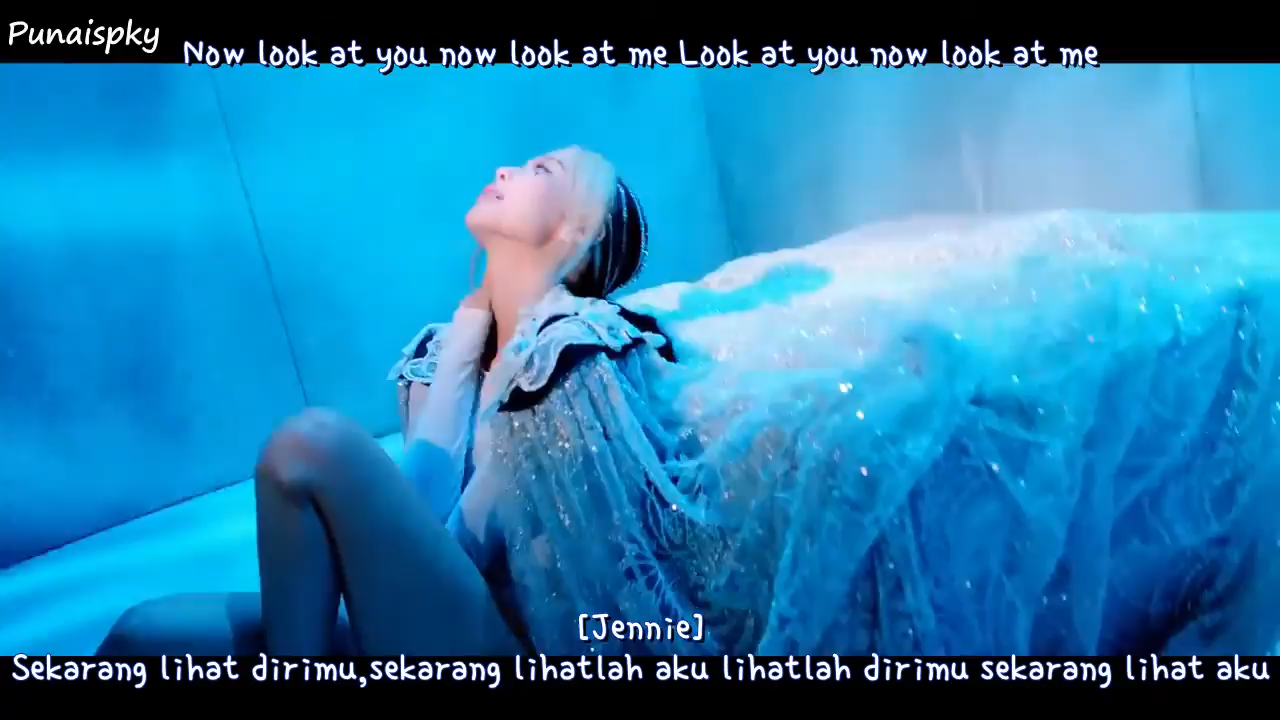 Punaispky
Now look at you now look at me Look at you now look at me
[Jennie]
Sekarang lihat dirimu,sekarang lihatlah aku lihatlah dirimu sekarang lihat aku